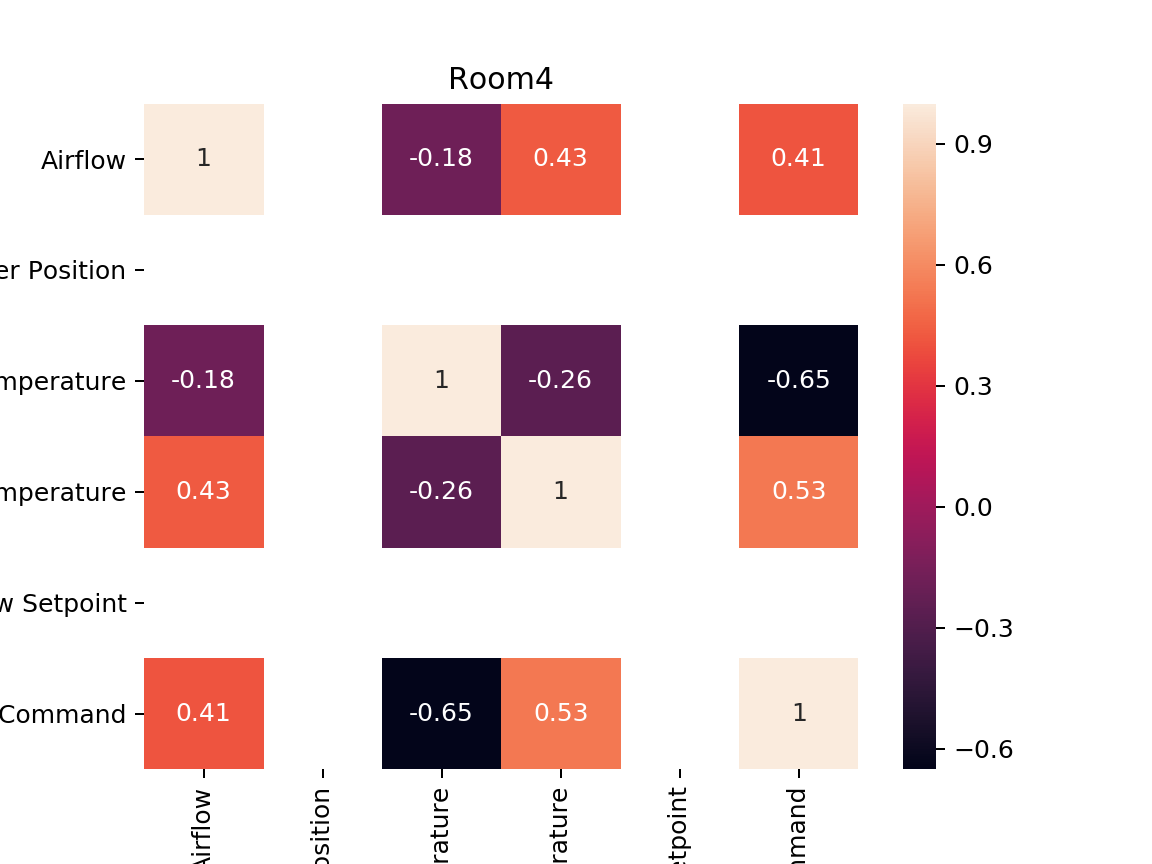 Room4
Airflow 1 -0.18 0.43 0.41
er Position
mperature -0.18 1 -0.26 -0.65
mperature 0.43 -0.26 1 0.53
w Setpoint
Command 0.41 -0.65 0.53 1
Airflow
osition
rature
rature
etpoint
mmand
0.9
0.6
0.3
0.0
−0.3
−0.6